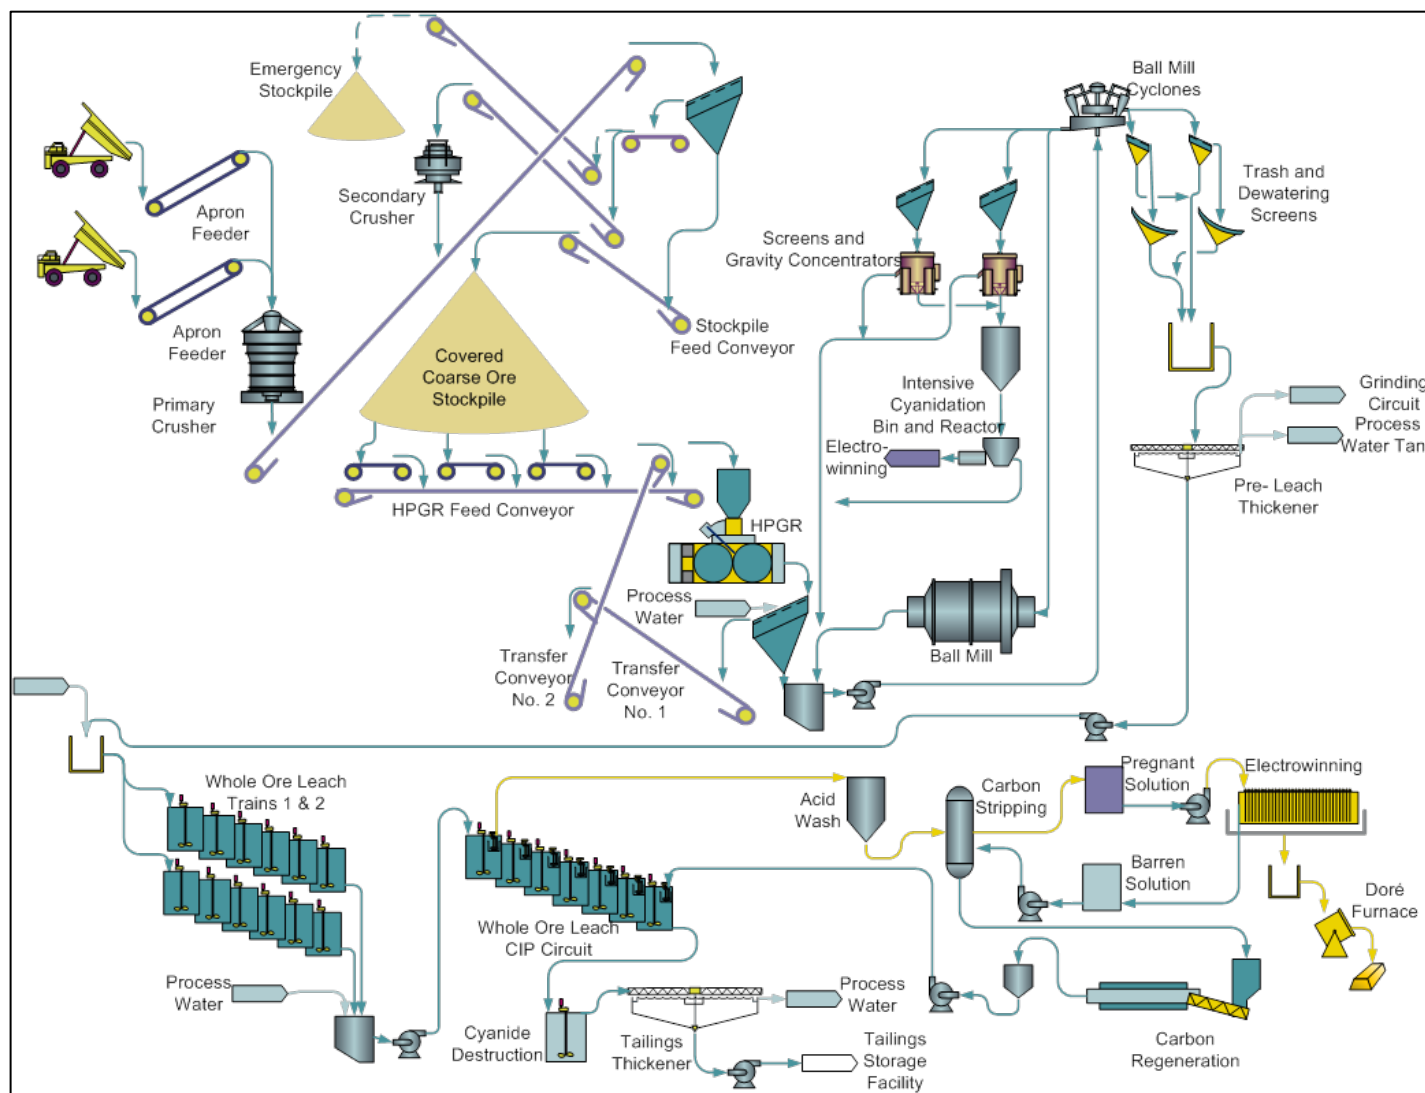 Emergency
Stockpile
Ball Mill
Cyclones
Apron
Feeder
Secondary
Crusher
Trash and
Dewatering
Screens
Screens and
Gravity Concentrators
Apron
Feeder
Stockpile
Feed Conveyor
Covered
Coarse Ore
Stockpile
Primary
Crusher
Intensive
Cyanidation
Bin and Reactor
Grinding
Circuit
Process
Water Tan
Electro-
winning
Pre- Leach
Thickener
HPGR Feed Conveyor
HPGR
Process
Water
Ball Mill
Transfer
Conveyor
No. 2
Transfer
Conveyor
No. 1
Whole Ore Leach
Trains 1 & 2
Acid
Wash
Carbon
Stripping
Pregnant
Solution
Electrowinning
Barren
Solution
Doré
Furnace
Whole Ore Leach
CIP Circuit
Process
Water
Cyanide
Destruction
Tailings
Thickener
Process
Water
Tailings
Storage
Facility
Carbon
Regeneration